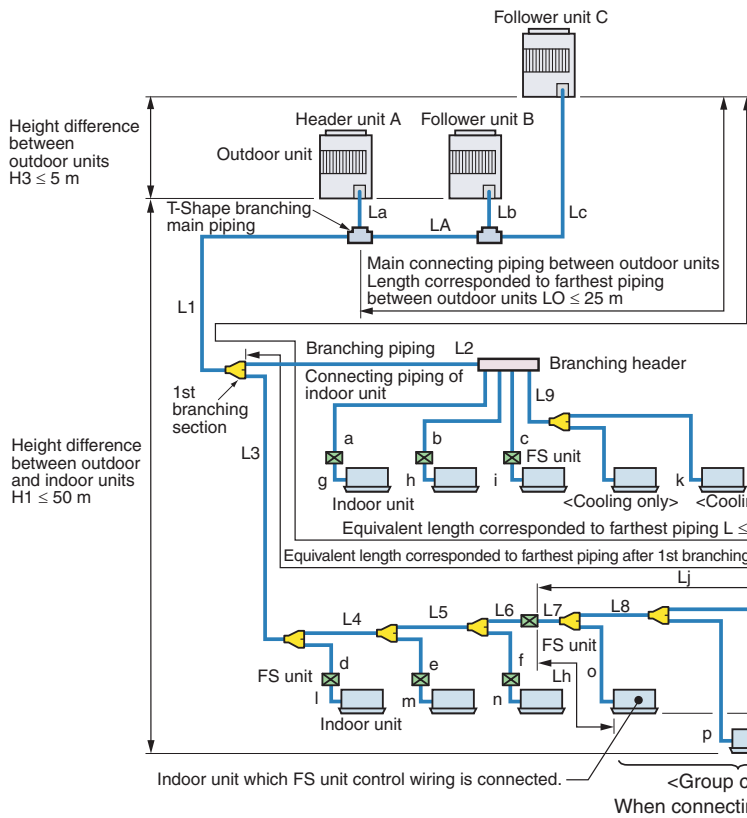 Follower unit C
Height difference
between
outdoor units
H3 ≤ 5 m
Header unit A
Follower unit B
Outdoor unit
T-Shape branching
main piping
La
LA
Lb
Lc
Main connecting piping between outdoor units
Length corresponded to farthest piping
between outdoor units LO ≤ 25 m
L1
Branching piping
L2
Branching header
Connecting piping of
indoor unit
1st
branching
section
L9
L3
a
b
c
FS unit
g
h
i
k
Indoor unit
<Cooling only>
<Coolin
Height difference
between outdoor
and indoor units
H1 ≤ 50 m
Equivalent length corresponded to farthest piping L ≤
Equivalent length corresponded to farthest piping after 1st branching
Lj
L4
L5
L6
L7
L8
FS unit
d
e
f
FS unit
Lh
o
l
m
n
Indoor unit
p
Indoor unit which FS unit control wiring is connected.
<Group c
When connectin